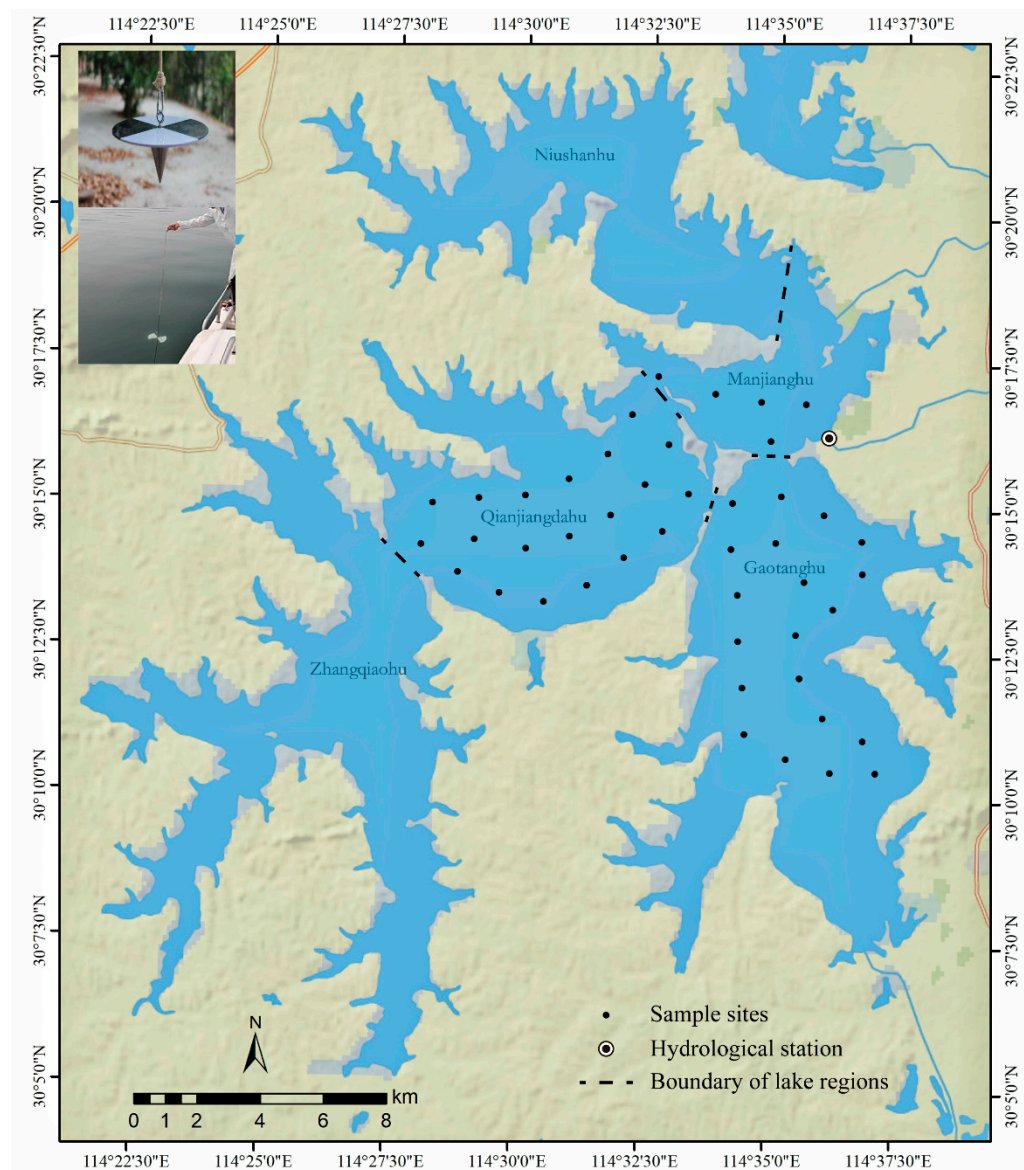 114°22'30"E 114°25'0"E 114°27'30"E 114°30'0"E 114°32'30"E 114°35'0"E 114°37'30"E
30°22'30"N
30°20'0"N
30°17'30"N
30°15'0"N
30°12'30"N
30°10'0"N
30°7'30"N
30°5'0"N
30°22'30"N
30°20'0"N
30°17'30"N
30°15'0"N
30°12'30"N
30°10'0"N
30°7'30"N
30°5'0"N
Niushanhu
Manjianghu
Qianjiangdahu
Gaotanghu
Zhangqiaohu
N
km
0 1 2 4 6 8
Sample sites
Hydrological station
Boundary of lake regions
114°22'30"E 114°25'0"E 114°27'30"E 114°30'0"E 114°32'30"E 114°35'0"E 114°37'30"E